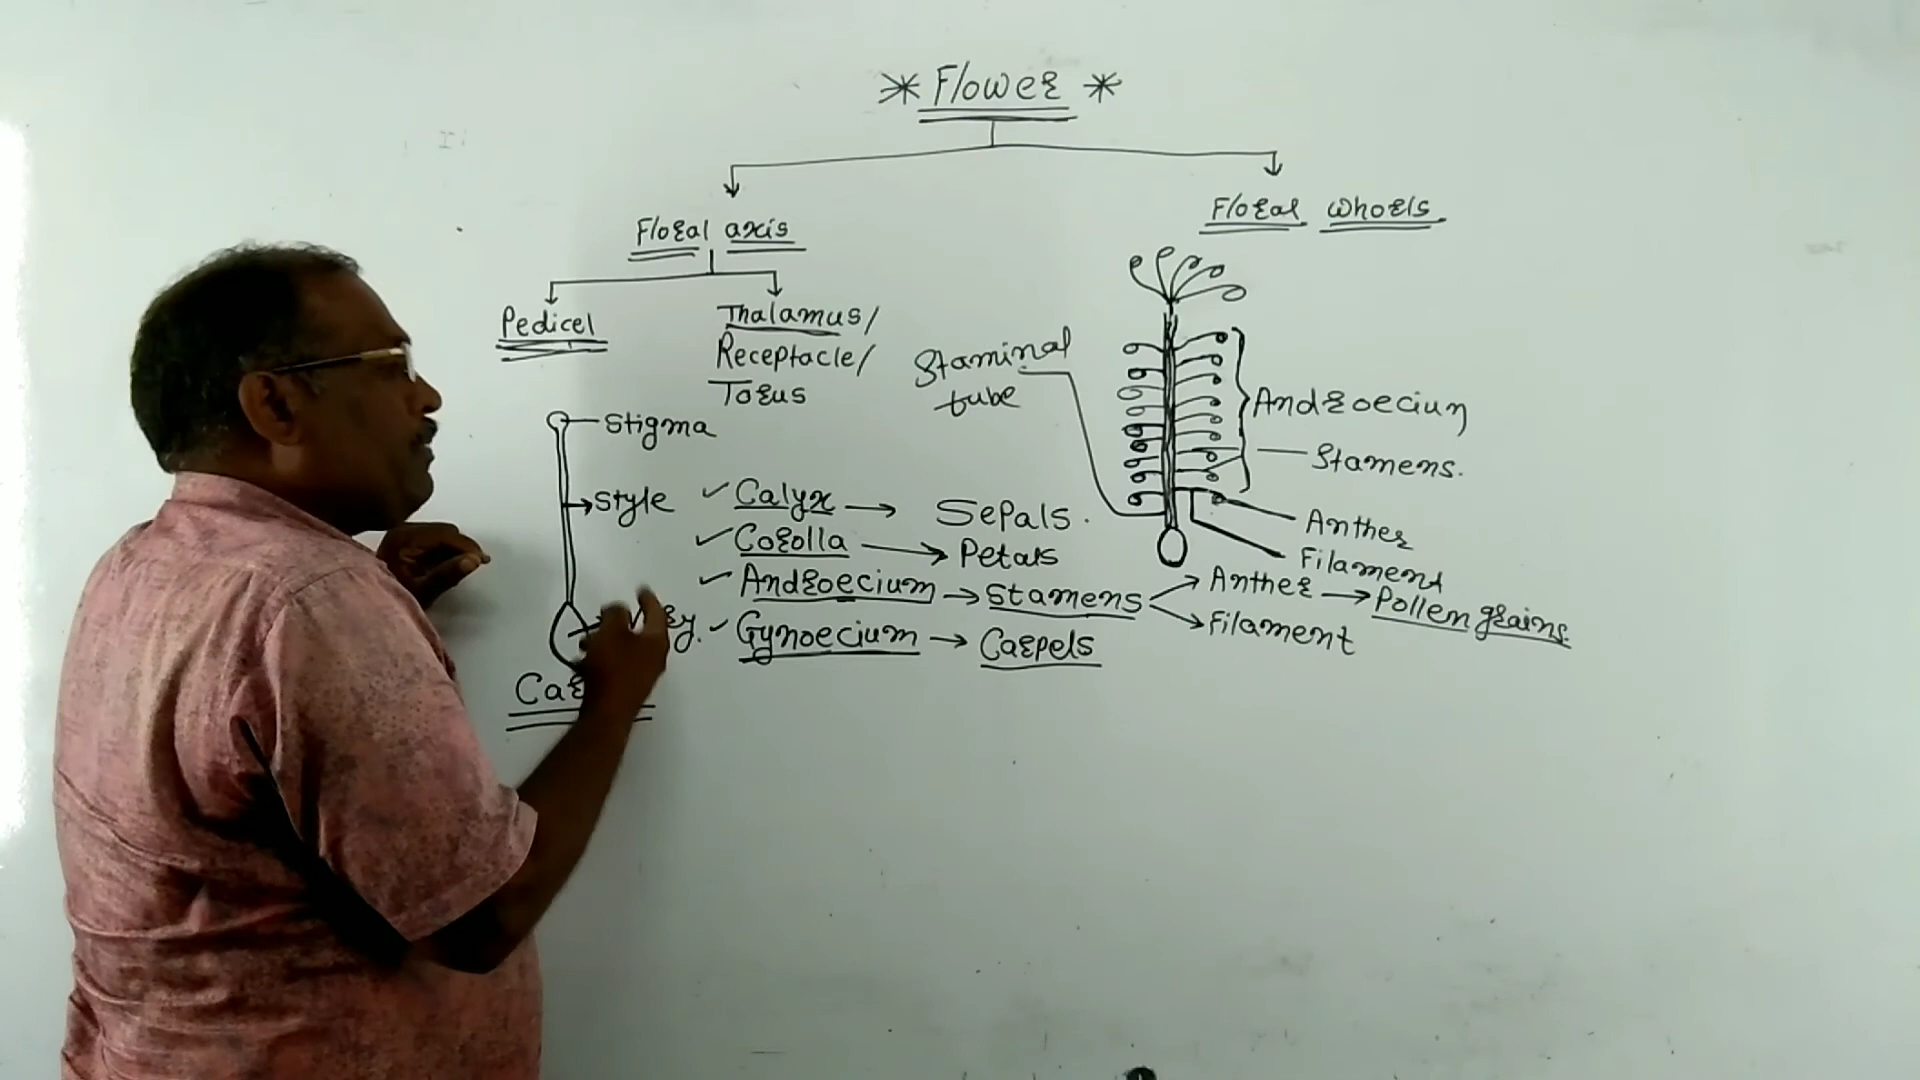 * Flower *
Floral axis
Floral whorls
Pedicel
Thalamus/
Receptacle/
Torus
Staminal
tube
Androecium
Stamens.
Anther
Filament
Stigma
Style
Calyx → Sepals.
Corolla → Petals
Androecium → Stamens → Anther → Pollen grains
→ Filament
Gynoecium → Carpels